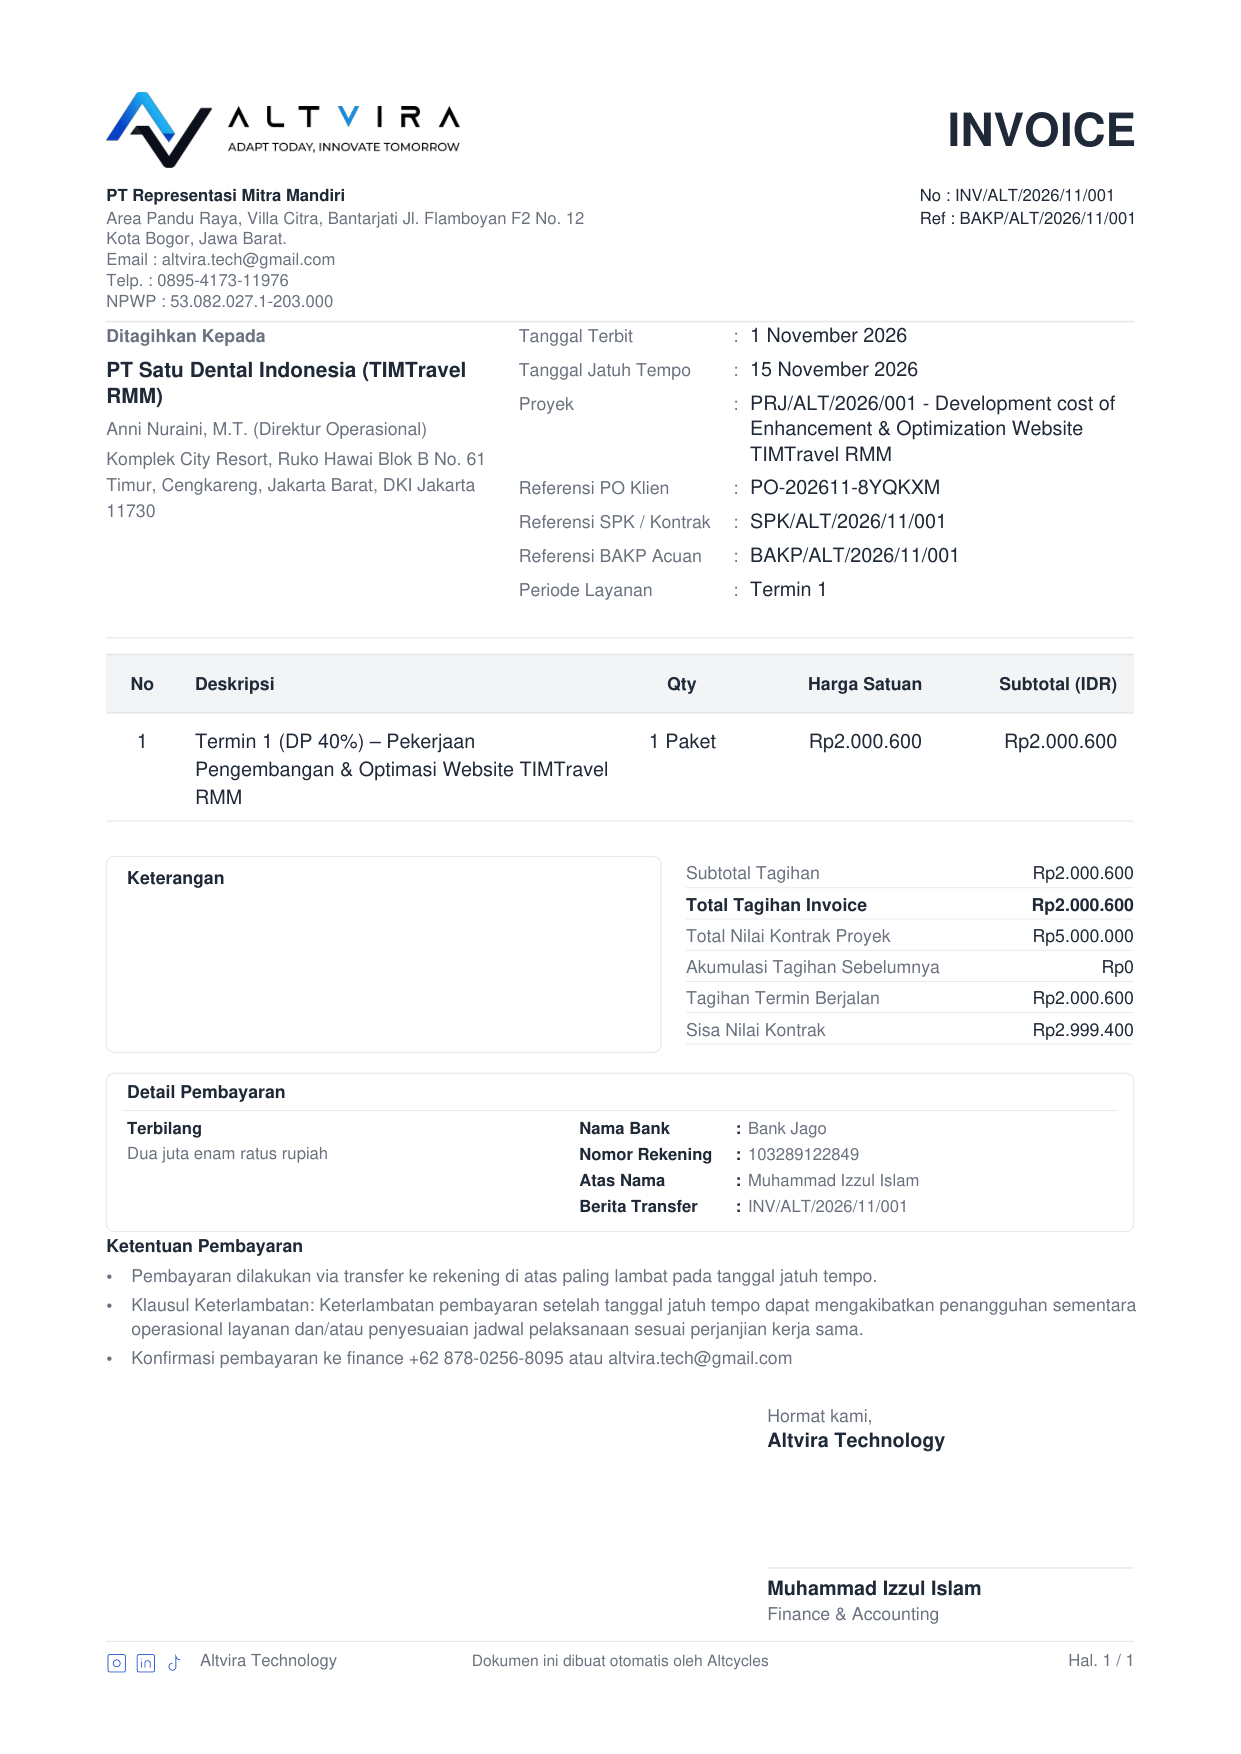 ALTVIRA
ADAPT TODAY, INNOVATE TOMORROW
INVOICE
PT Representasi Mitra Mandiri
Area Pandu Raya, Villa Citra, Bantarjati Jl. Flamboyan F2 No. 12
Kota Bogor, Jawa Barat.
Email : altvira.tech@gmail.com
Telp. : 0895-4173-11976
NPWP : 53.082.027.1-203.000
No : INV/ALT/2026/11/001
Ref : BAKP/ALT/2026/11/001
Ditagihkan Kepada
PT Satu Dental Indonesia (TIMTravel
RMM)
Anni Nuraini, M.T. (Direktur Operasional)
Komplek City Resort, Ruko Hawai Blok B No. 61
Timur, Cengkareng, Jakarta Barat, DKI Jakarta
11730
Tanggal Terbit : 1 November 2026
Tanggal Jatuh Tempo : 15 November 2026
Proyek : PRJ/ALT/2026/001 - Development cost of
Enhancement & Optimization Website
TIMTravel RMM
Referensi PO Klien : PO-202611-8YQKXM
Referensi SPK / Kontrak : SPK/ALT/2026/11/001
Referensi BAKP Acuan : BAKP/ALT/2026/11/001
Periode Layanan : Termin 1
No Deskripsi Qty Harga Satuan Subtotal (IDR)
1 Termin 1 (DP 40%) – Pekerjaan 1 Paket Rp2.000.600 Rp2.000.600
Pengembangan & Optimasi Website TIMTravel
RMM
Keterangan
Subtotal Tagihan Rp2.000.600
Total Tagihan Invoice Rp2.000.600
Total Nilai Kontrak Proyek Rp5.000.000
Akumulasi Tagihan Sebelumnya Rp0
Tagihan Termin Berjalan Rp2.000.600
Sisa Nilai Kontrak Rp2.999.400
Detail Pembayaran
Terbilang
Dua juta enam ratus rupiah
Nama Bank : Bank Jago
Nomor Rekening : 103289122849
Atas Nama : Muhammad Izzul Islam
Berita Transfer : INV/ALT/2026/11/001
Ketentuan Pembayaran
• Pembayaran dilakukan via transfer ke rekening di atas paling lambat pada tanggal jatuh tempo.
• Klausul Keterlambatan: Keterlambatan pembayaran setelah tanggal jatuh tempo dapat mengakibatkan penangguhan sementara
operasional layanan dan/atau penyesuaian jadwal pelaksanaan sesuai perjanjian kerja sama.
• Konfirmasi pembayaran ke finance +62 878-0256-8095 atau altvira.tech@gmail.com
Hormat kami,
Altvira Technology
Muhammad Izzul Islam
Finance & Accounting
in Altvira Technology Dokumen ini dibuat otomatis oleh Altcycles Hal. 1 / 1